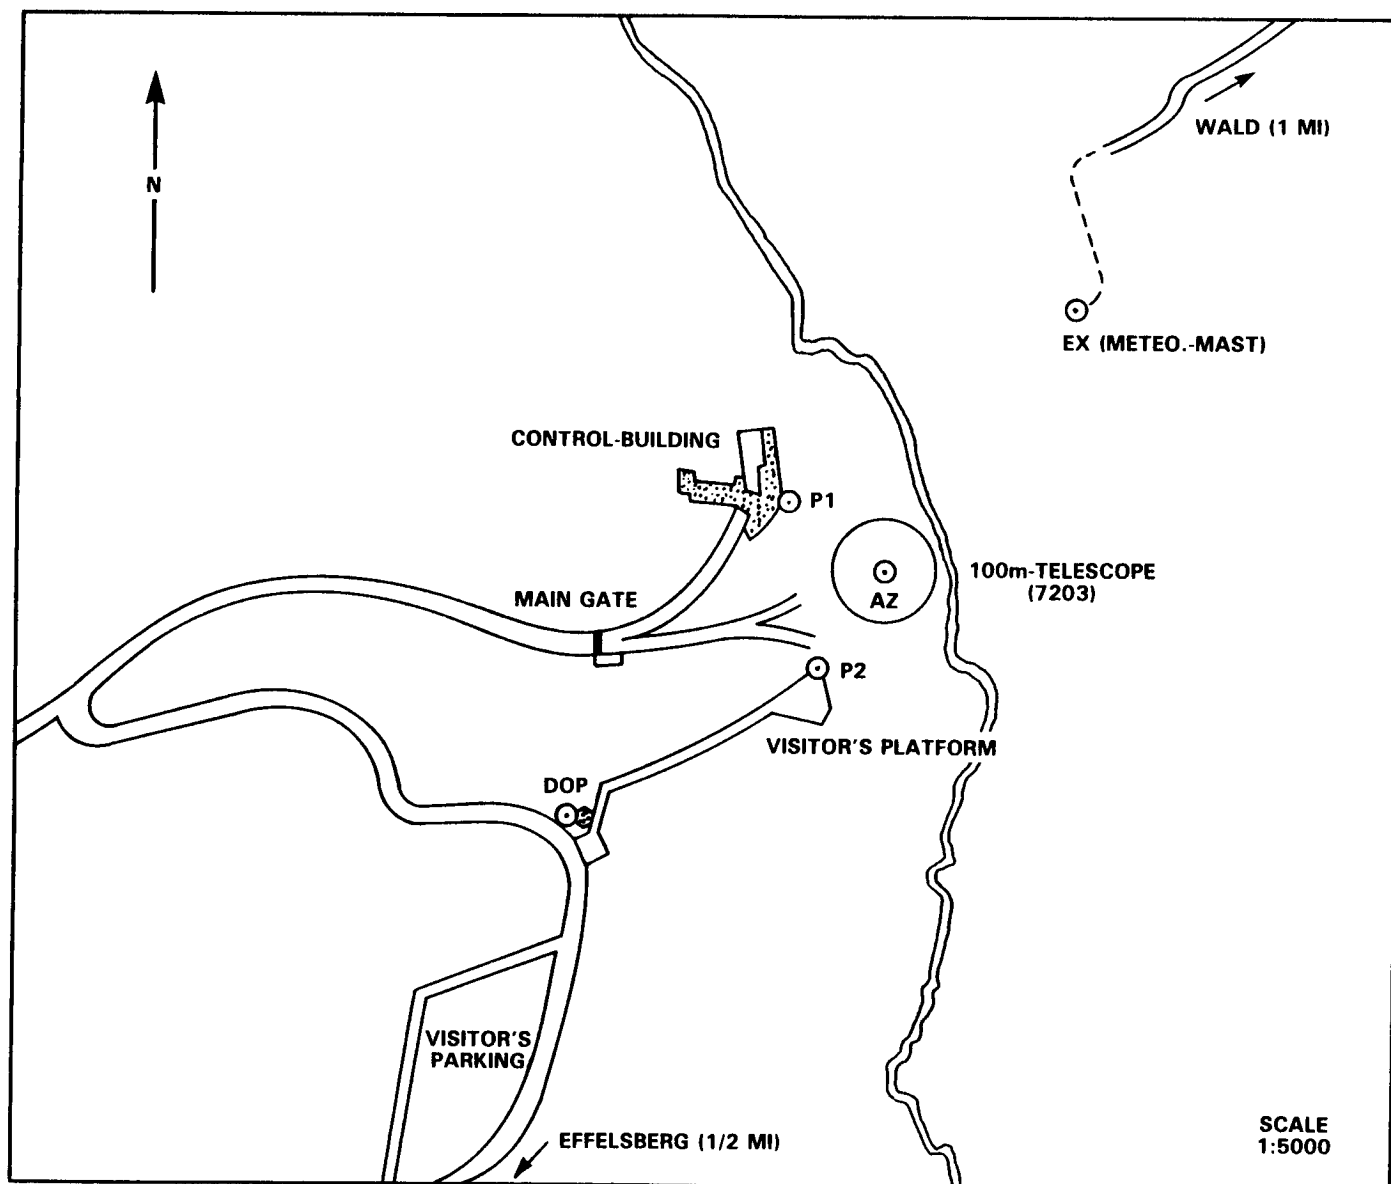 WALD (1 MI)
N
EX (METEO.-MAST)
CONTROL-BUILDING
P1
100m-TELESCOPE
(7203)
AZ
MAIN GATE
P2
VISITOR'S PLATFORM
DOP
VISITOR'S
PARKING
SCALE
1:5000
EFFELSBERG (1/2 MI)